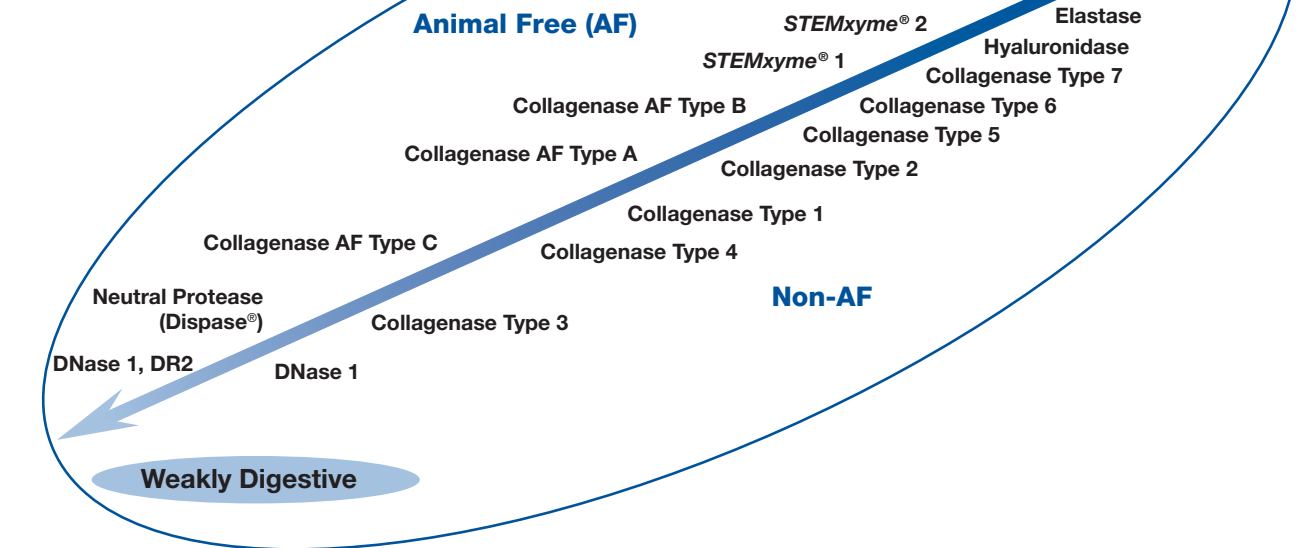 Animal Free (AF)
STEMxyme® 2
Elastase
STEMxyme® 1
Hyaluronidase
Collagenase Type 7
Collagenase AF Type B
Collagenase Type 6
Collagenase Type 5
Collagenase AF Type A
Collagenase Type 2
Collagenase Type 1
Collagenase AF Type C
Collagenase Type 4
Neutral Protease
(Dispase®)
Non-AF
Collagenase Type 3
DNase 1, DR2
DNase 1
Weakly Digestive